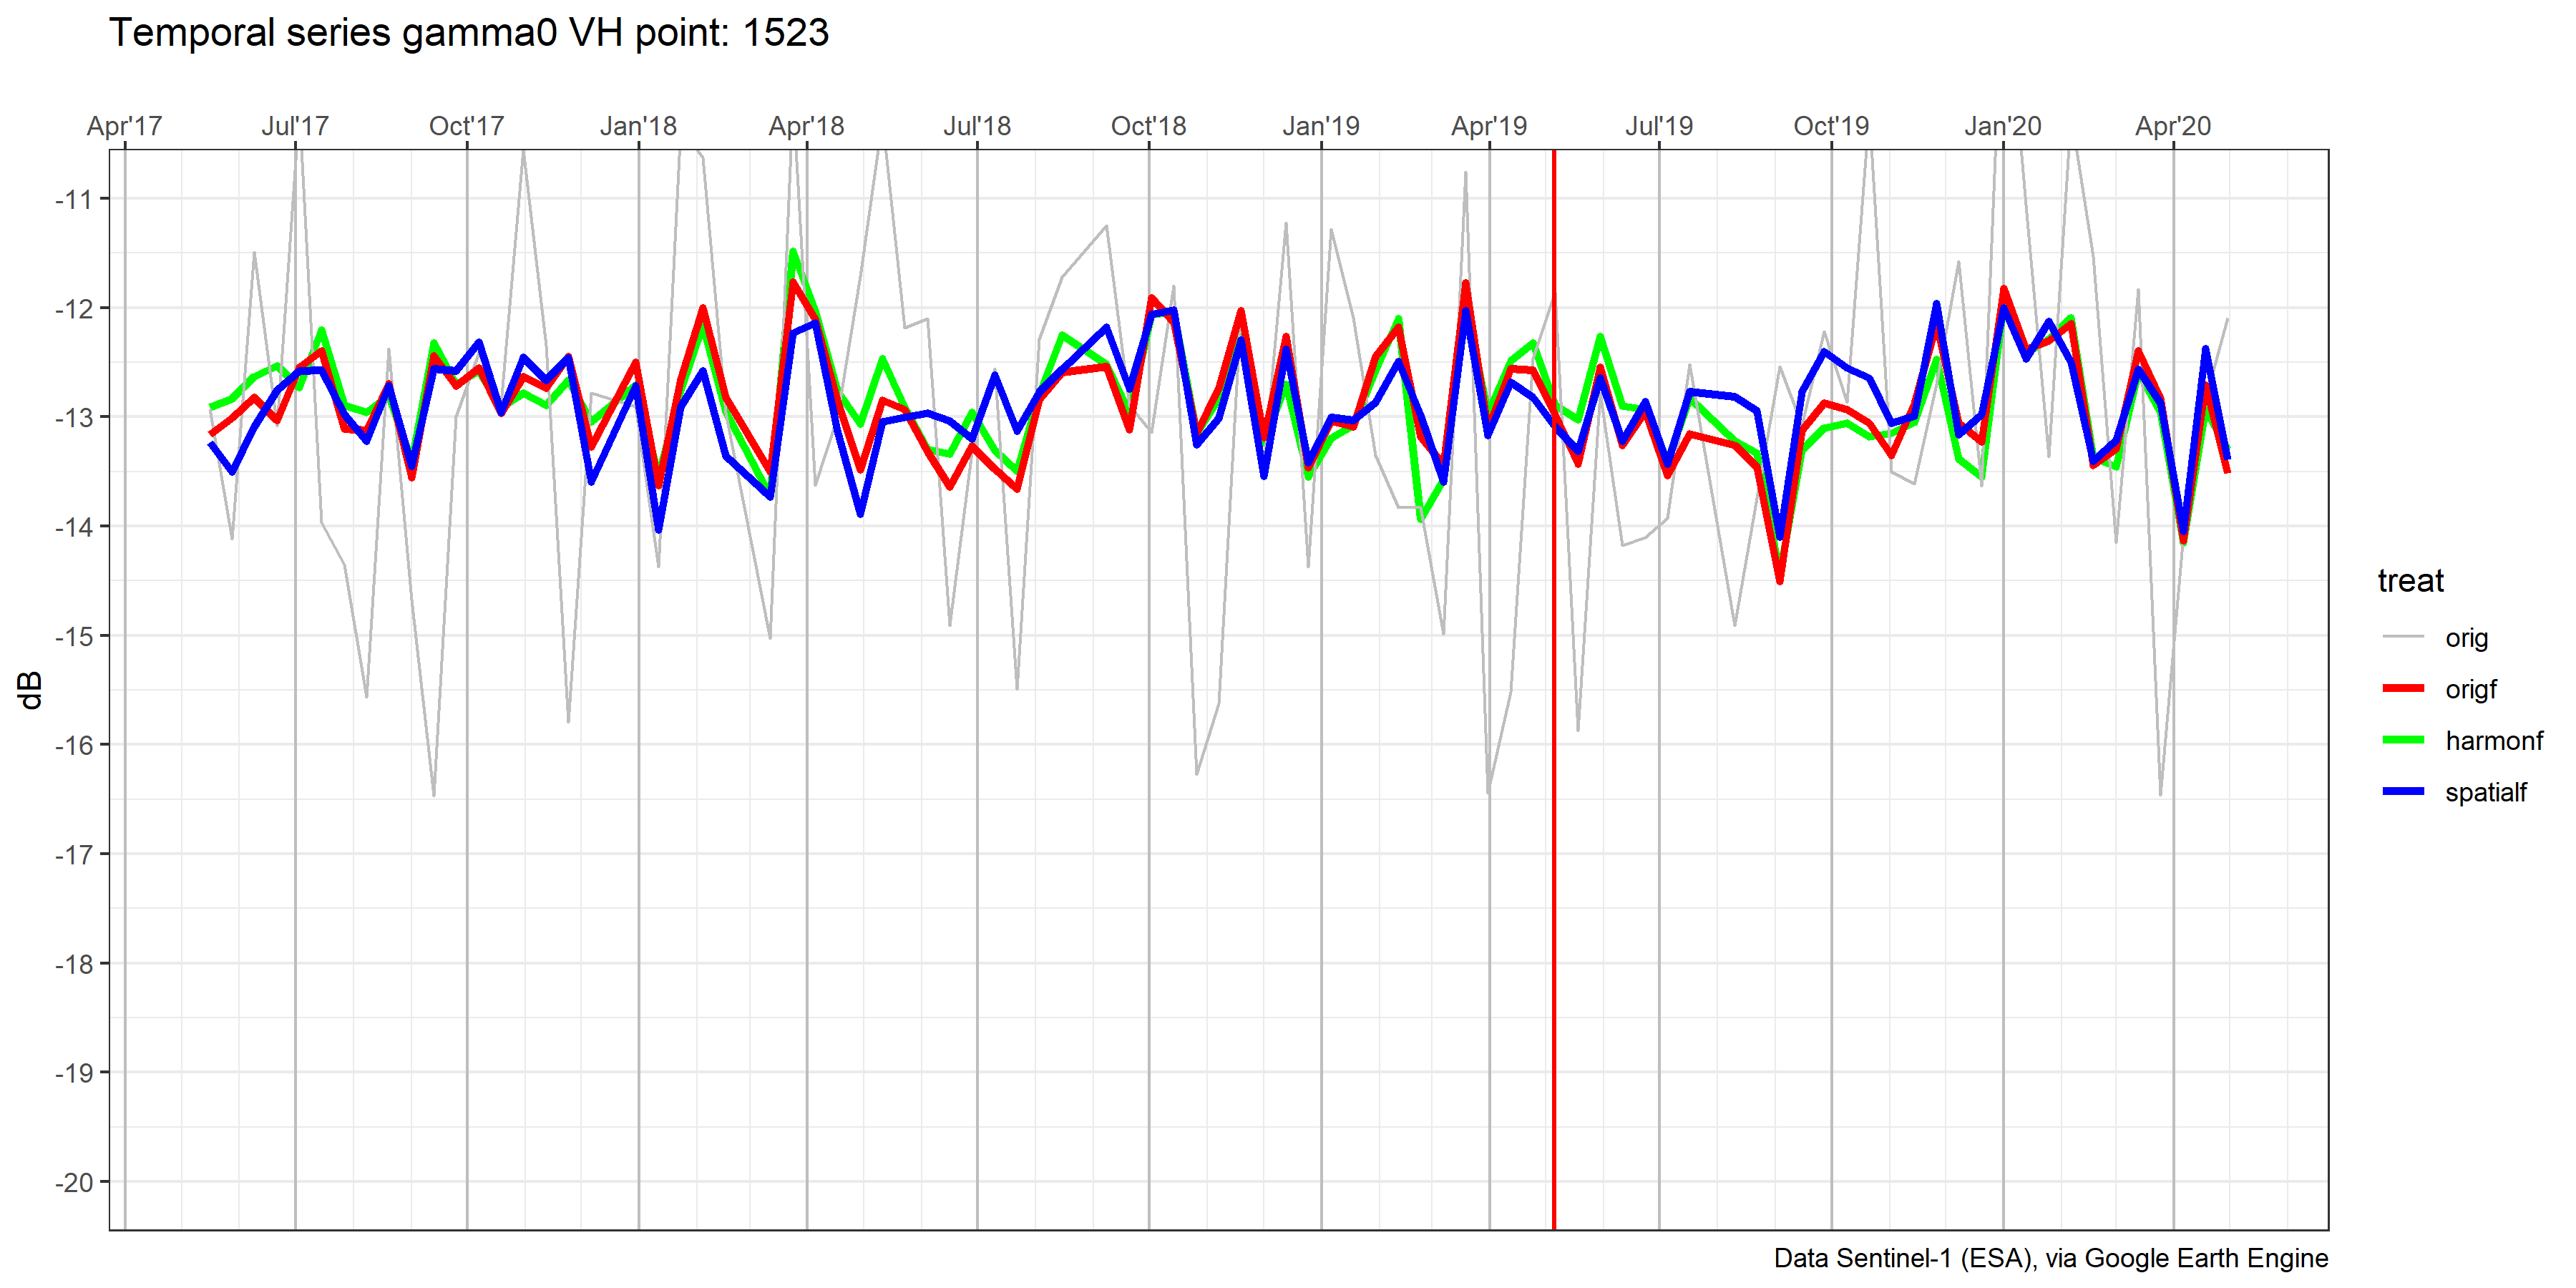 Temporal series gamma0 VH point: 1523
Apr'17 Jul'17 Oct'17 Jan'18 Apr'18 Jul'18 Oct'18 Jan'19 Apr'19 Jul'19 Oct'19 Jan'20 Apr'20
-11
-12
-13
-14
-15
-16
-17
-18
-19
-20
dB
treat
orig
origf
harmonf
spatialf
Data Sentinel-1 (ESA), via Google Earth Engine